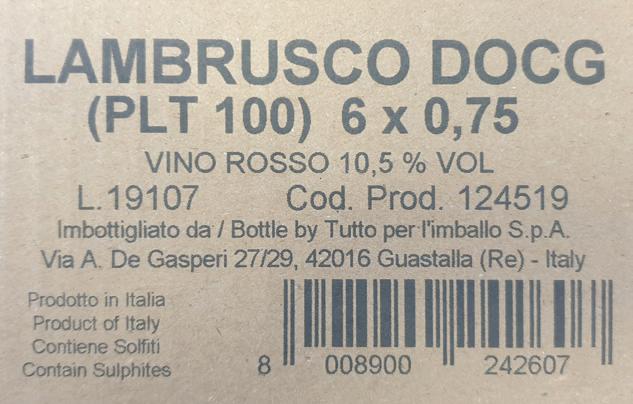 LAMBRUSCO DOCG
(PLT 100) 6 x 0,75
VINO ROSSO 10,5 % VOL
L.19107 Cod. Prod. 124519
Imbottigliato da / Bottle by Tutto per l'imballo S.p.A.
Via A. De Gasperi 27/29, 42016 Guastalla (Re) - Italy
Prodotto in Italia
Product of Italy
Contiene Solfiti
Contain Sulphites
8 008900 242607